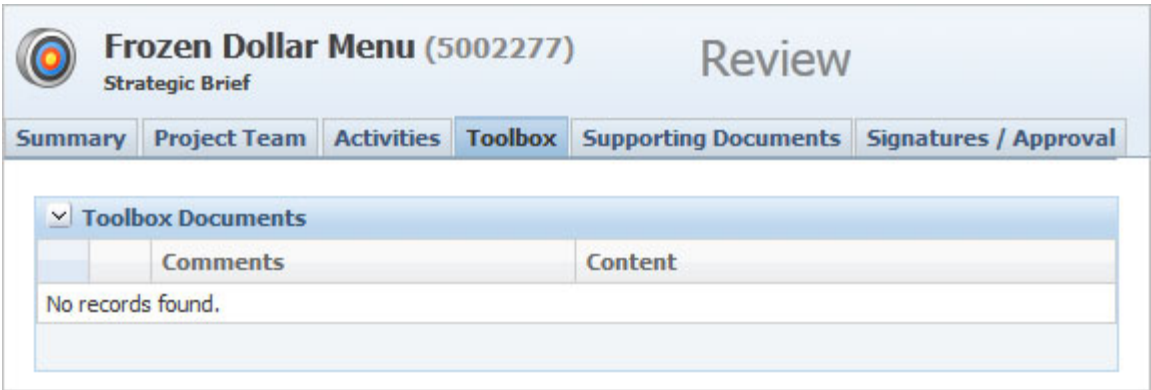 Frozen Dollar Menu (5002277)
Review
Strategic Brief
Summary Project Team Activities Toolbox Supporting Documents Signatures / Approval
Toolbox Documents
Comments Content
No records found.